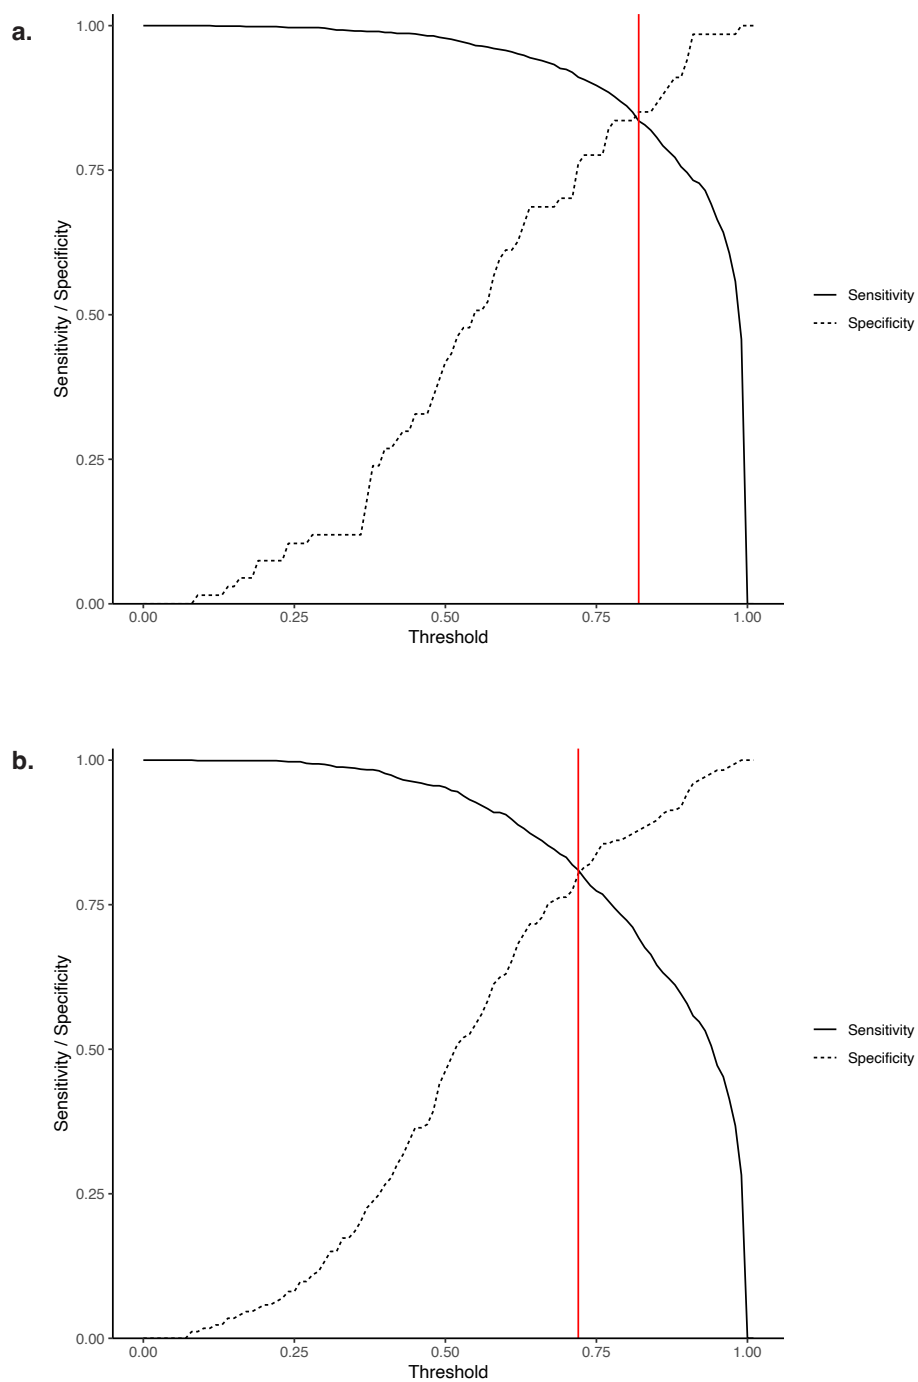 a.
1.00
0.75
0.50
0.25
0.00
Sensitivity / Specificity
0.00 0.25 0.50 0.75 1.00
Threshold
Sensitivity
Specificity
b.
1.00
0.75
0.50
0.25
0.00
Sensitivity / Specificity
0.00 0.25 0.50 0.75 1.00
Threshold
Sensitivity
Specificity